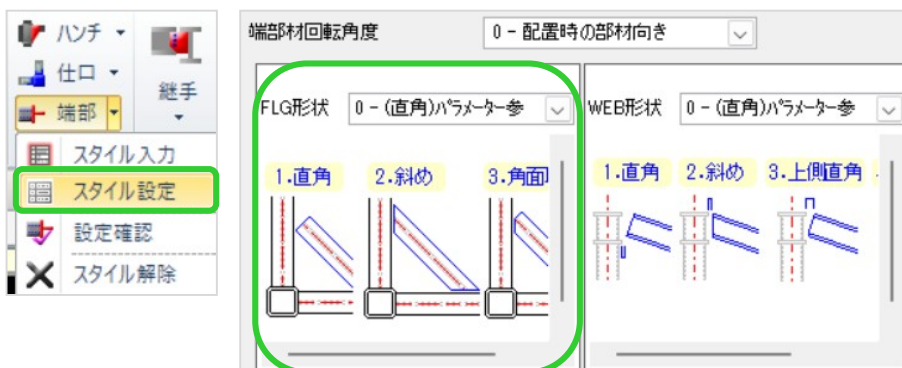 ハンチ
仕口
端部
継手
スタイル入力
スタイル設定
設定確認
スタイル解除
端部材回転角度 0 - 配置時の部材向き
FLG形状 0 - (直角)パラメーター参
1.直角 2.斜め 3.角面
WEB形状 0 - (直角)パラメーター参
1.直角 2.斜め 3.上側直角